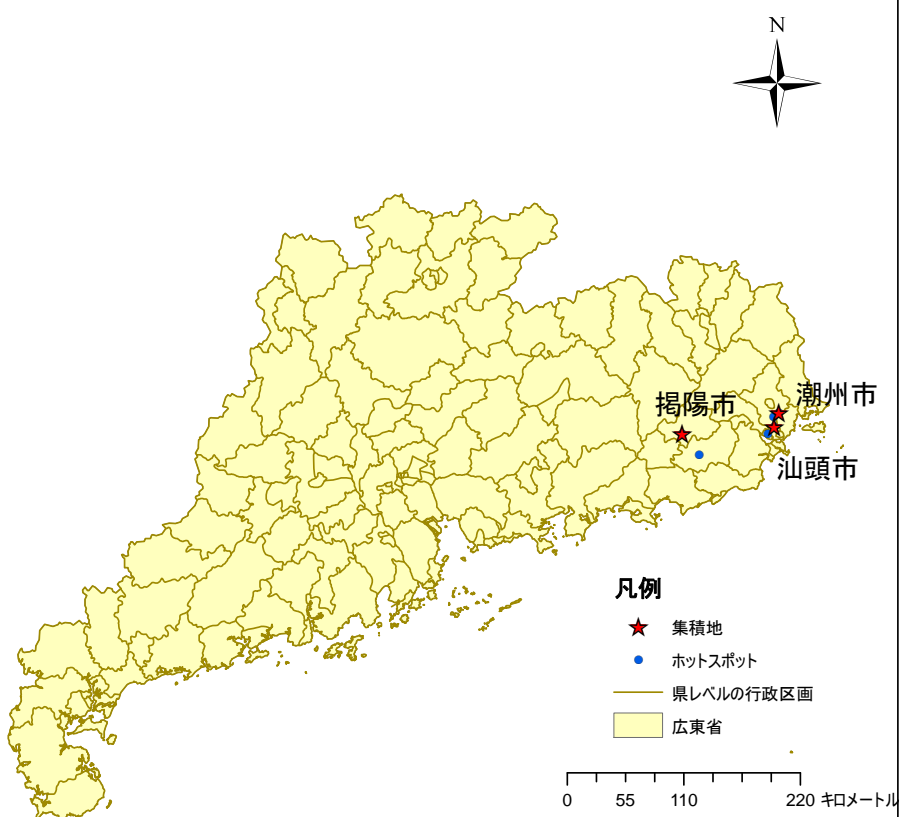 N
潮州市
掲陽市
汕頭市
凡例
集積地
ホットスポット
県レベルの行政区画
広東省
0 55 110 220 キロメートル